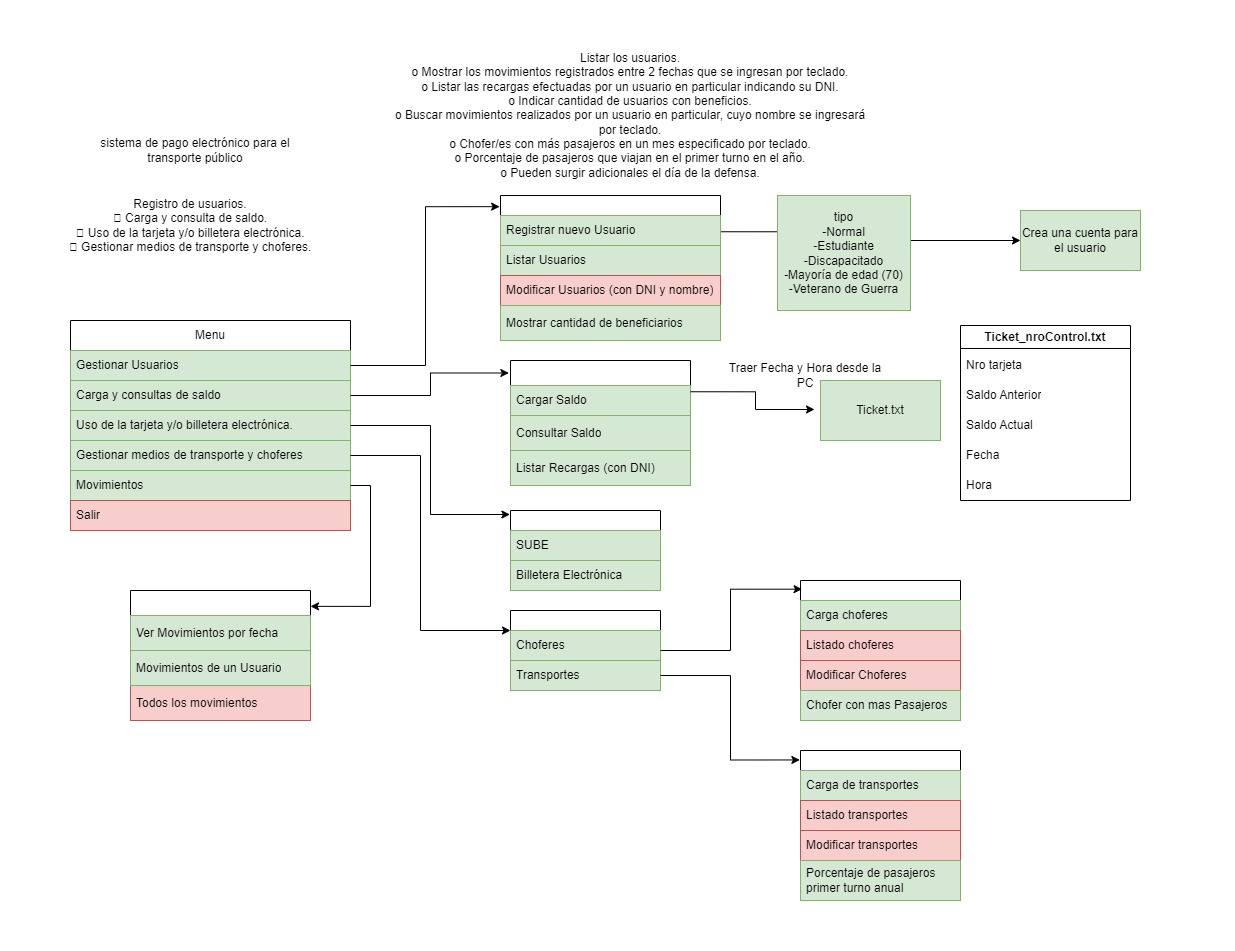 Listar los usuarios.
o Mostrar los movimientos registrados entre 2 fechas que se ingresan por teclado.
o Listar las recargas efectuadas por un usuario en particular indicando su DNI.
o Indicar cantidad de usuarios con beneficios.
o Buscar movimientos realizados por un usuario en particular, cuyo nombre se ingresará
por teclado.
o Chofer/es con más pasajeros en un mes especificado por teclado.
o Porcentaje de pasajeros que viajan en el primer turno en el año.
o Pueden surgir adicionales el día de la defensa.
sistema de pago electrónico para el
transporte público
Registro de usuarios.
▯ Carga y consulta de saldo.
▯ Uso de la tarjeta y/o billetera electrónica.
▯ Gestionar medios de transporte y choferes.
Menu
Gestionar Usuarios
Carga y consultas de saldo
Uso de la tarjeta y/o billetera electrónica.
Gestionar medios de transporte y choferes
Movimientos
Salir
Registrar nuevo Usuario
Listar Usuarios
Modificar Usuarios (con DNI y nombre)
Mostrar cantidad de beneficiarios
tipo
-Normal
-Estudiante
-Discapacitado
-Mayoría de edad (70)
-Veterano de Guerra
Crea una cuenta para
el usuario
Cargar Saldo
Consultar Saldo
Listar Recargas (con DNI)
Traer Fecha y Hora desde la
PC
Ticket.txt
Ticket_nroControl.txt
Nro tarjeta
Saldo Anterior
Saldo Actual
Fecha
Hora
SUBE
Billetera Electrónica
Choferes
Transportes
Ver Movimientos por fecha
Movimientos de un Usuario
Todos los movimientos
Carga choferes
Listado choferes
Modificar Choferes
Chofer con mas Pasajeros
Carga de transportes
Listado transportes
Modificar transportes
Porcentaje de pasajeros
primer turno anual